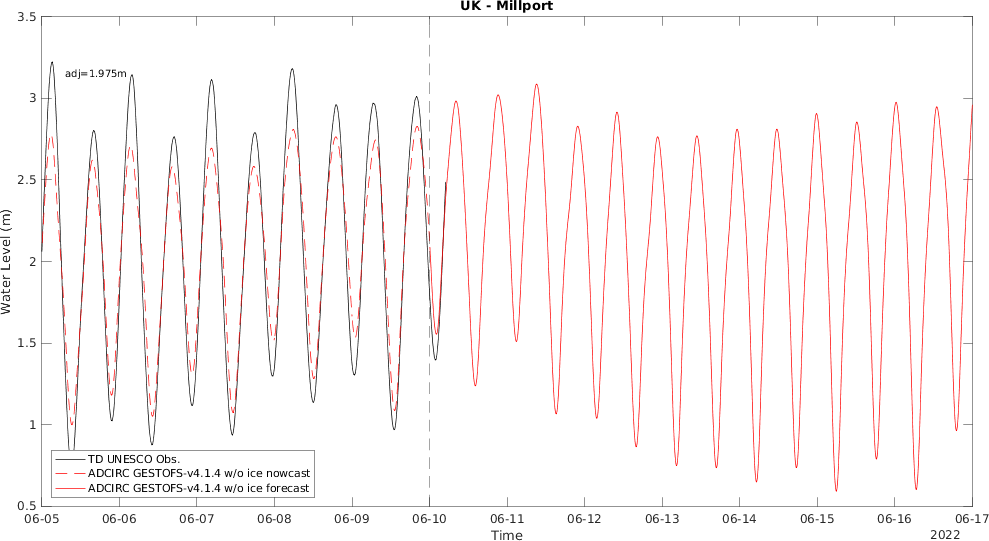 UK - Millport
3.5
adj=1.975m
3
2.5
2
1.5
1
0.5
Water Level (m)
TD UNESCO Obs.
ADCIRC GESTOFS-v4.1.4 w/o ice nowcast
ADCIRC GESTOFS-v4.1.4 w/o ice forecast
06-05 06-06 06-07 06-08 06-09 06-10 06-11 06-12 06-13 06-14 06-15 06-16 06-17
Time
2022